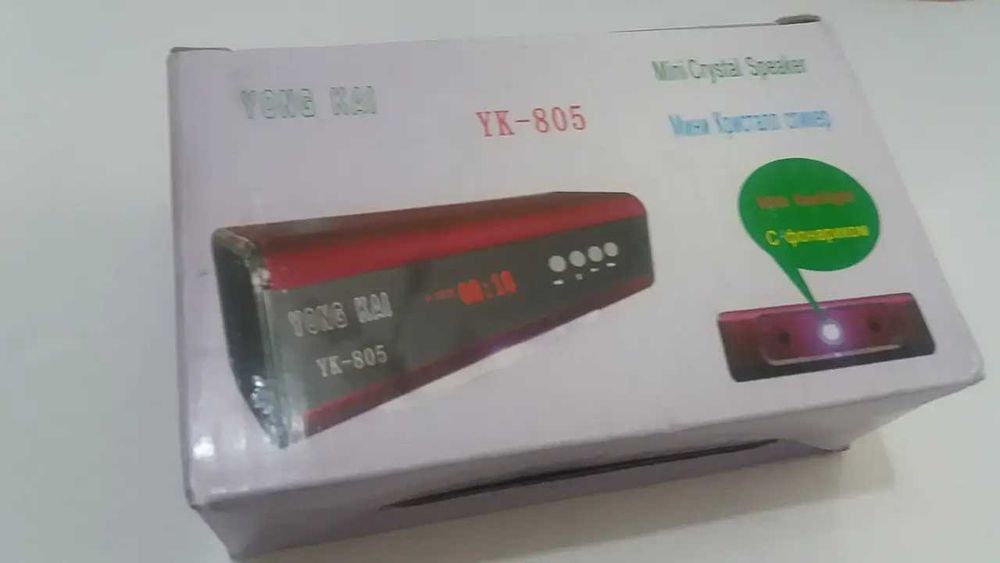 YONG KAI
YK-805
Mini Crystal Speaker
Мини Кристалл спикер
С фонариком
YONG KAI
YK-805